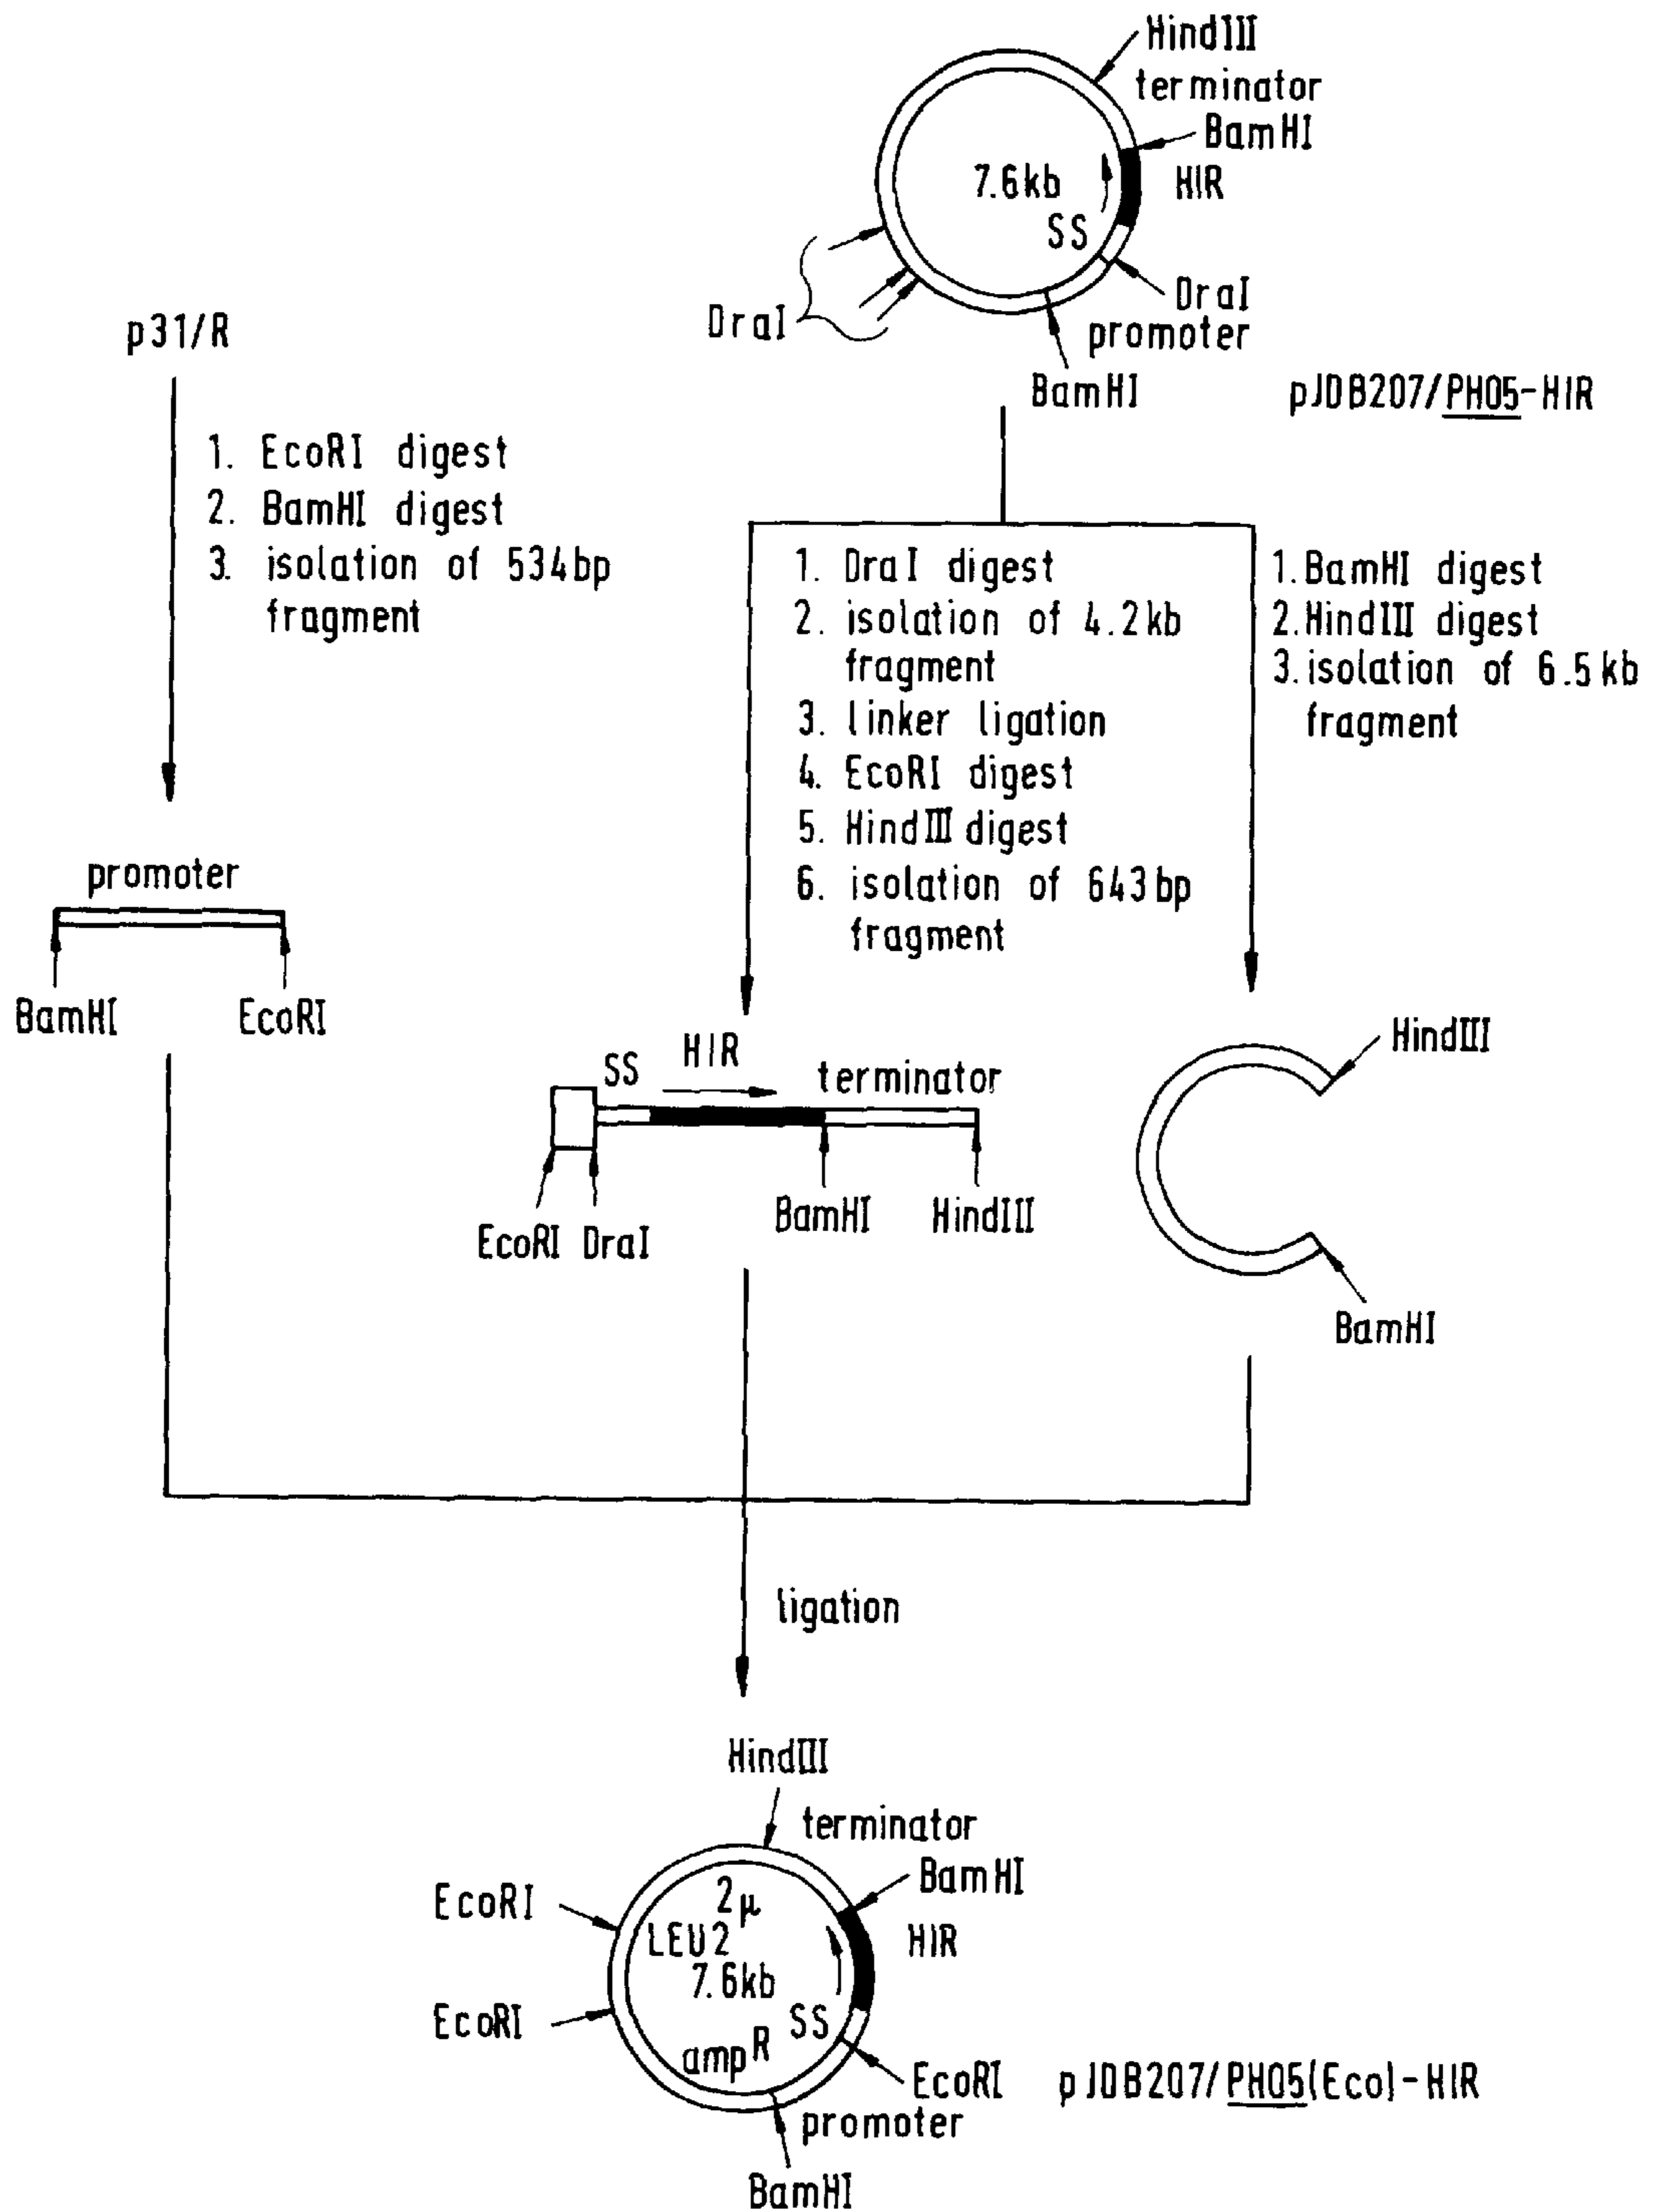 HindIII
terminator
BamHI
7.6kb
HIR
SS
DraI
DraI
promoter
BamHI
pJDB207/PHO5-HIR
p31/R
1. EcoRI digest
2. BamHI digest
3. isolation of 534bp
fragment
1. DraI digest
2. isolation of 4.2kb
fragment
3. linker ligation
4. EcoRI digest
5. HindIII digest
6. isolation of 643bp
fragment
1. BamHI digest
2. HindIII digest
3. isolation of 6.5kb
fragment
promoter
BamHI
EcoRI
SS
HIR
terminator
EcoRI
DraI
BamHI
HindIII
HindIII
BamHI
ligation
HindIII
terminator
BamHI
EcoRI
2μ
LEU2
HIR
7.6kb
EcoRI
SS
amp^R
EcoRI
pJDB207/PHO5(Eco)-HIR
promoter
BamHI